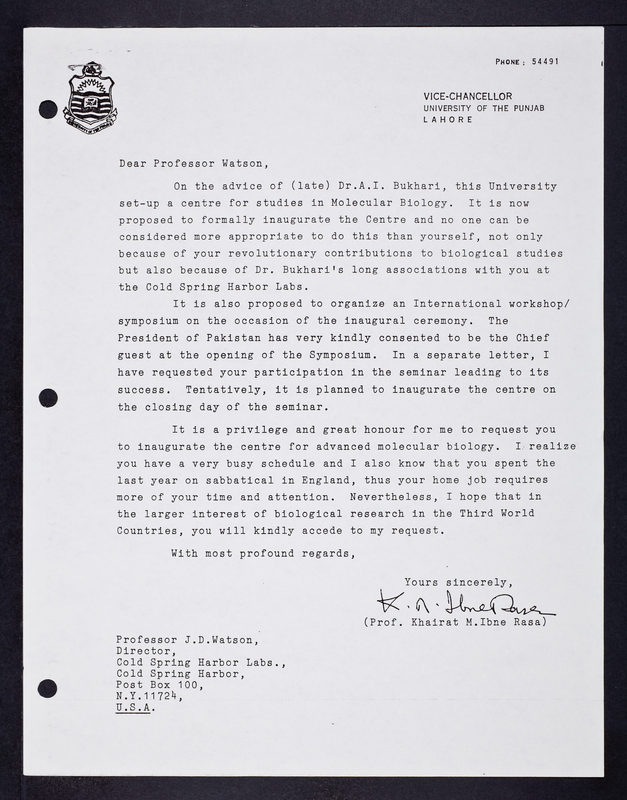 PHONE: 54491
VICE-CHANCELLOR
UNIVERSITY OF THE PUNJAB
LAHORE
Dear Professor Watson,
On the advice of (late) Dr.A.I. Bukhari, this University
set-up a centre for studies in Molecular Biology. It is now
proposed to formally inaugurate the Centre and no one can be
considered more appropriate to do this than yourself, not only
because of your revolutionary contributions to biological studies
but also because of Dr. Bukhari's long associations with you at
the Cold Spring Harbor Labs.
It is also proposed to organize an International workshop/
symposium on the occasion of the inaugural ceremony. The
President of Pakistan has very kindly consented to be the Chief
guest at the opening of the Symposium. In a separate letter, I
have requested your participation in the seminar leading to its
success. Tentatively, it is planned to inaugurate the centre on
the closing day of the seminar.
It is a privilege and great honour for me to request you
to inaugurate the centre for advanced molecular biology. I realize
you have a very busy schedule and I also know that you spent the
last year on sabbatical in England, thus your home job requires
more of your time and attention. Nevertheless, I hope that in
the larger interest of biological research in the Third World
Countries, you will kindly accede to my request.
With most profound regards,
Yours sincerely,
K. M. Ibne Rasa
(Prof. Khairat M.Ibne Rasa)
Professor J.D.Watson,
Director,
Cold Spring Harbor Labs.,
Cold Spring Harbor,
Post Box 100,
N.Y.11724,
U.S.A.